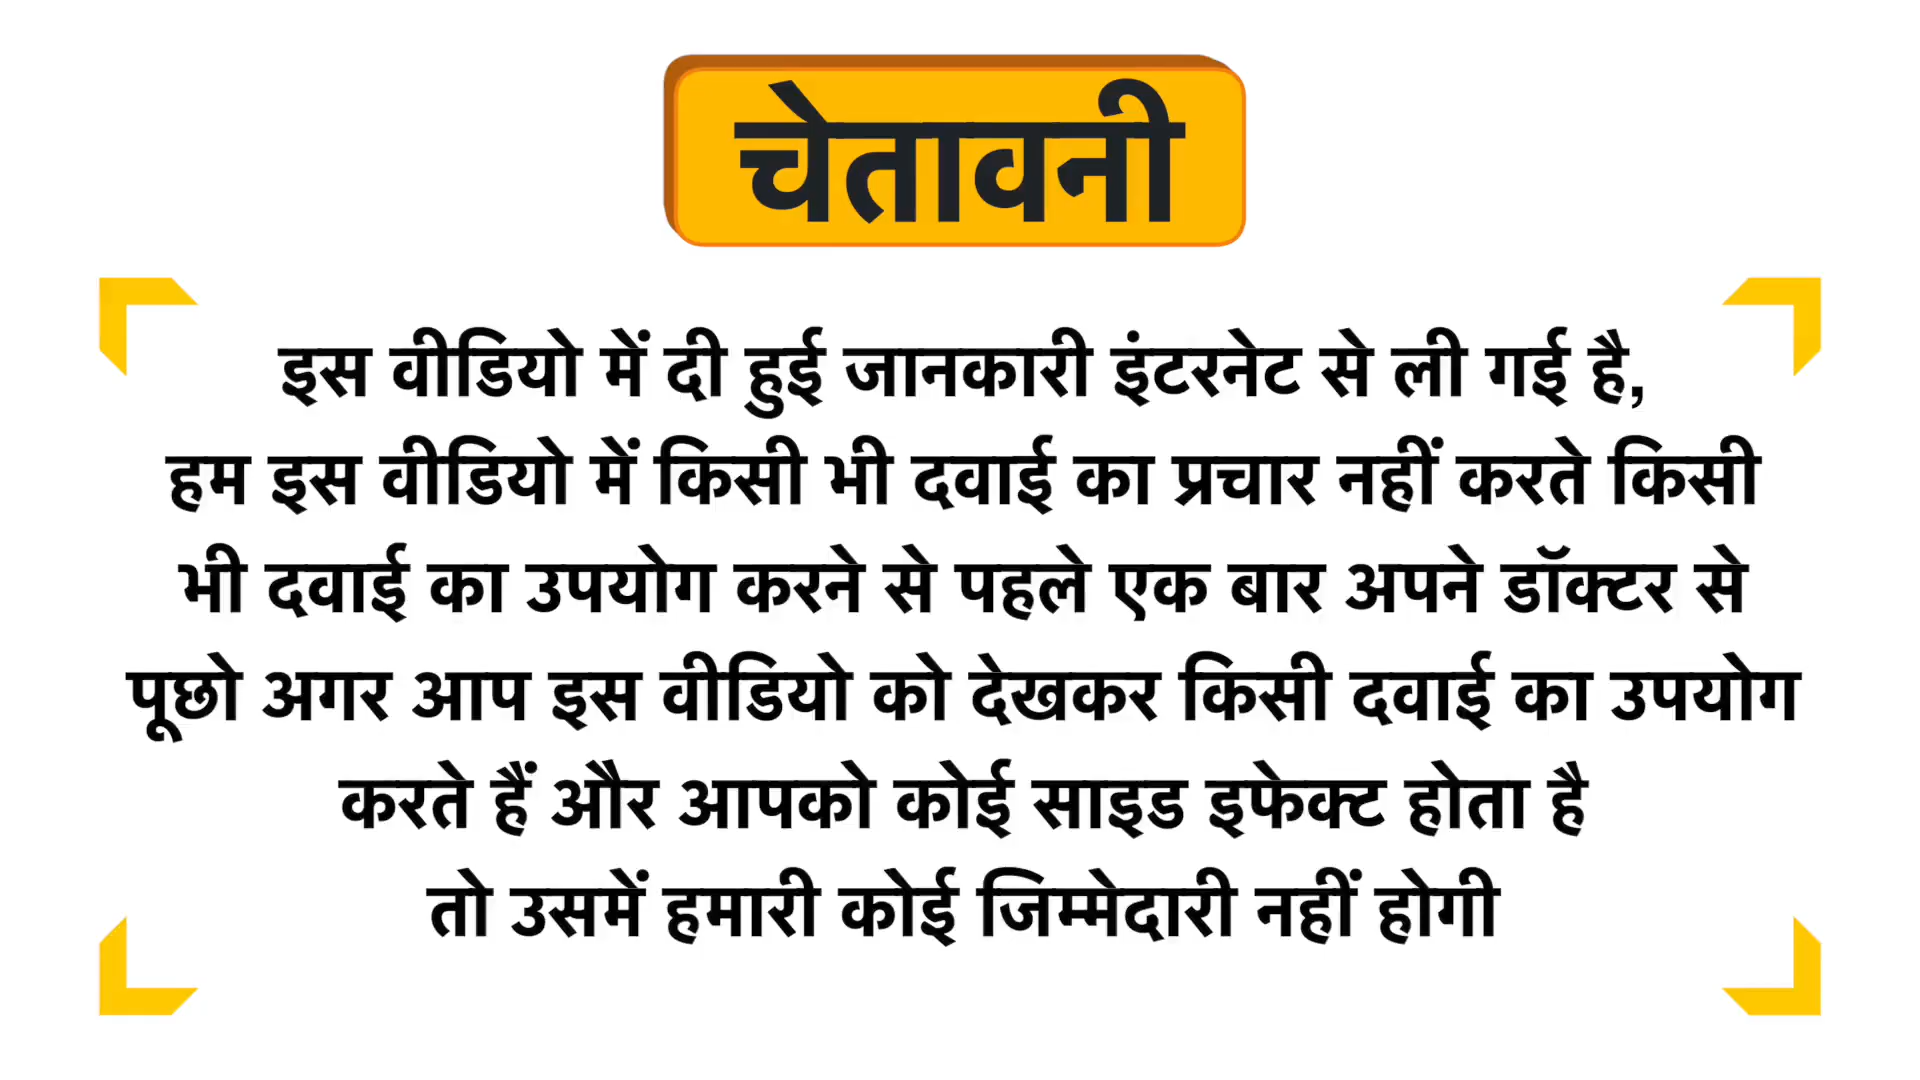 चेतावनी
इस वीडियो में दी हुई जानकारी इंटरनेट से ली गई है,
हम इस वीडियो में किसी भी दवाई का प्रचार नहीं करते किसी
भी दवाई का उपयोग करने से पहले एक बार अपने डॉक्टर से
पूछो अगर आप इस वीडियो को देखकर किसी दवाई का उपयोग
करते हैं और आपको कोई साइड इफेक्ट होता है
तो उसमें हमारी कोई जिम्मेदारी नहीं होगी